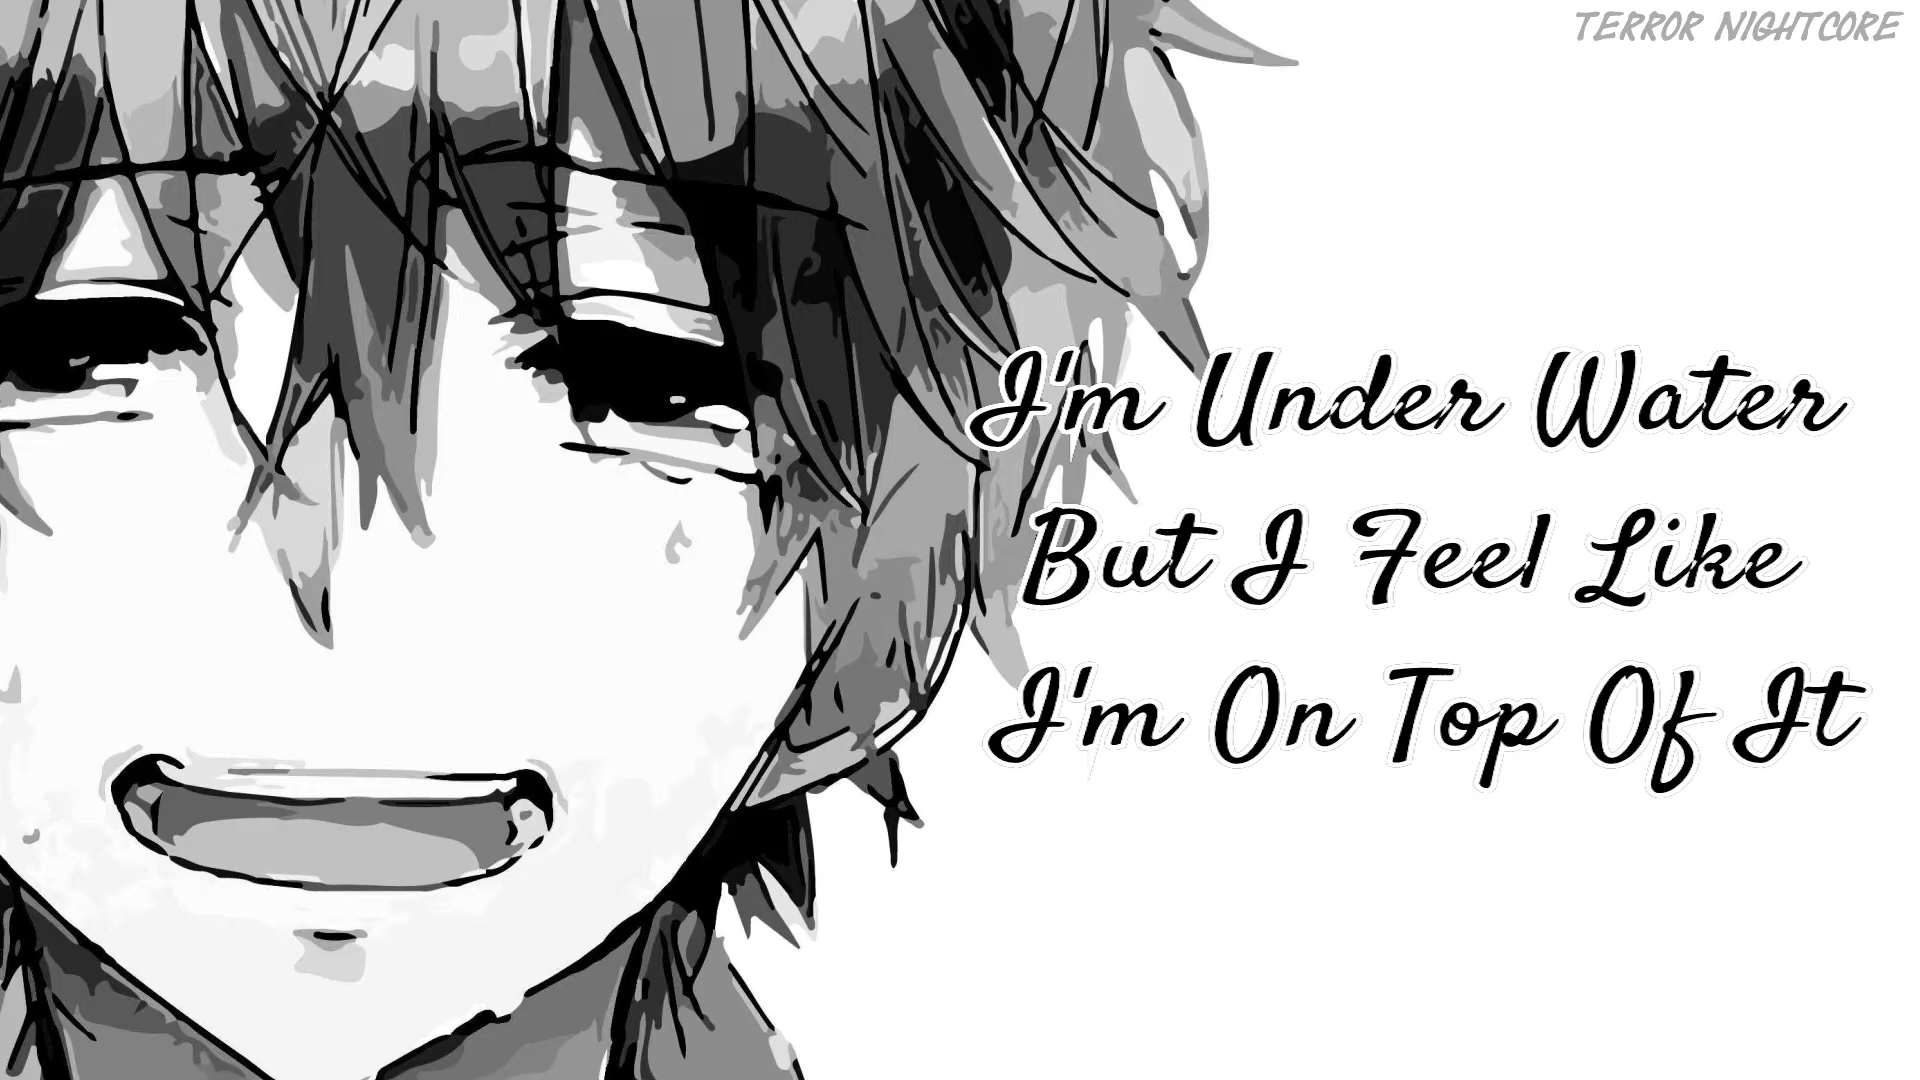 TERROR NIGHTCORE
I'm Under Water
But I Feel Like
I'm On Top Of It